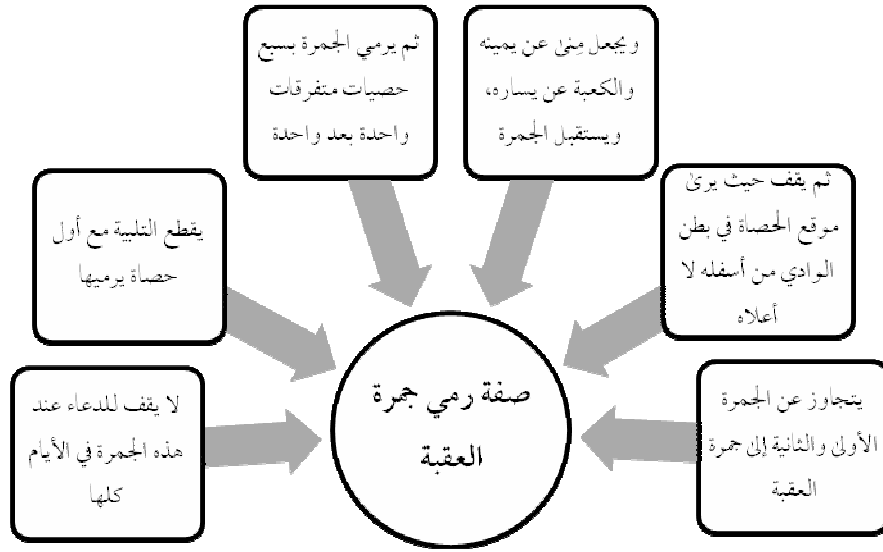 صفة رمي جمرة
العقبة
يتجاوز عن الجمرة
الأولىٰ والثانية إلىٰ جمرة
العقبة
ثم يقف حيث يرىٰ
موقع الحصاة في بطن
الوادي من أسفله لا
أعلاه
ويجعل مِنىٰ عن يمينه
والكعبة عن يساره،
ويستقبل الجمرة
ثم يرمي الجمرة بسبع
حصيات متفرقات
واحدة بعد واحدة
يقطع التلبية مع أول
حصاة يرميها
لا يقف للدعاء عند
هذه الجمرة في الأيام
كلها